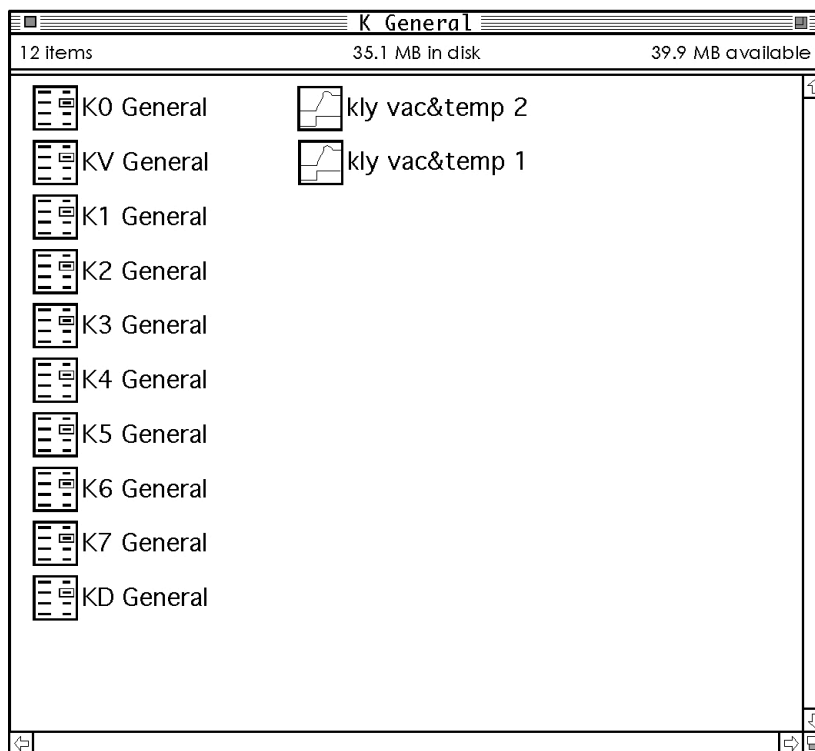 K General
12 items 35.1 MB in disk 39.9 MB available
K0 General kly vac&temp 2
KV General kly vac&temp 1
K1 General
K2 General
K3 General
K4 General
K5 General
K6 General
K7 General
KD General